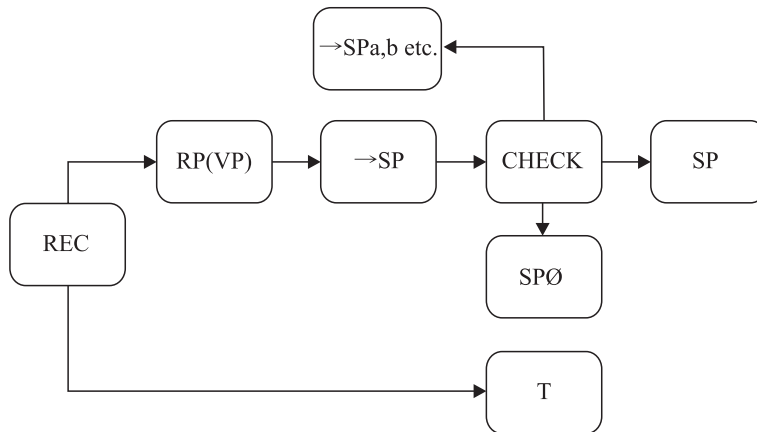 →SPa,b etc.
RP(VP)
→SP
CHECK
SP
REC
SPØ
T